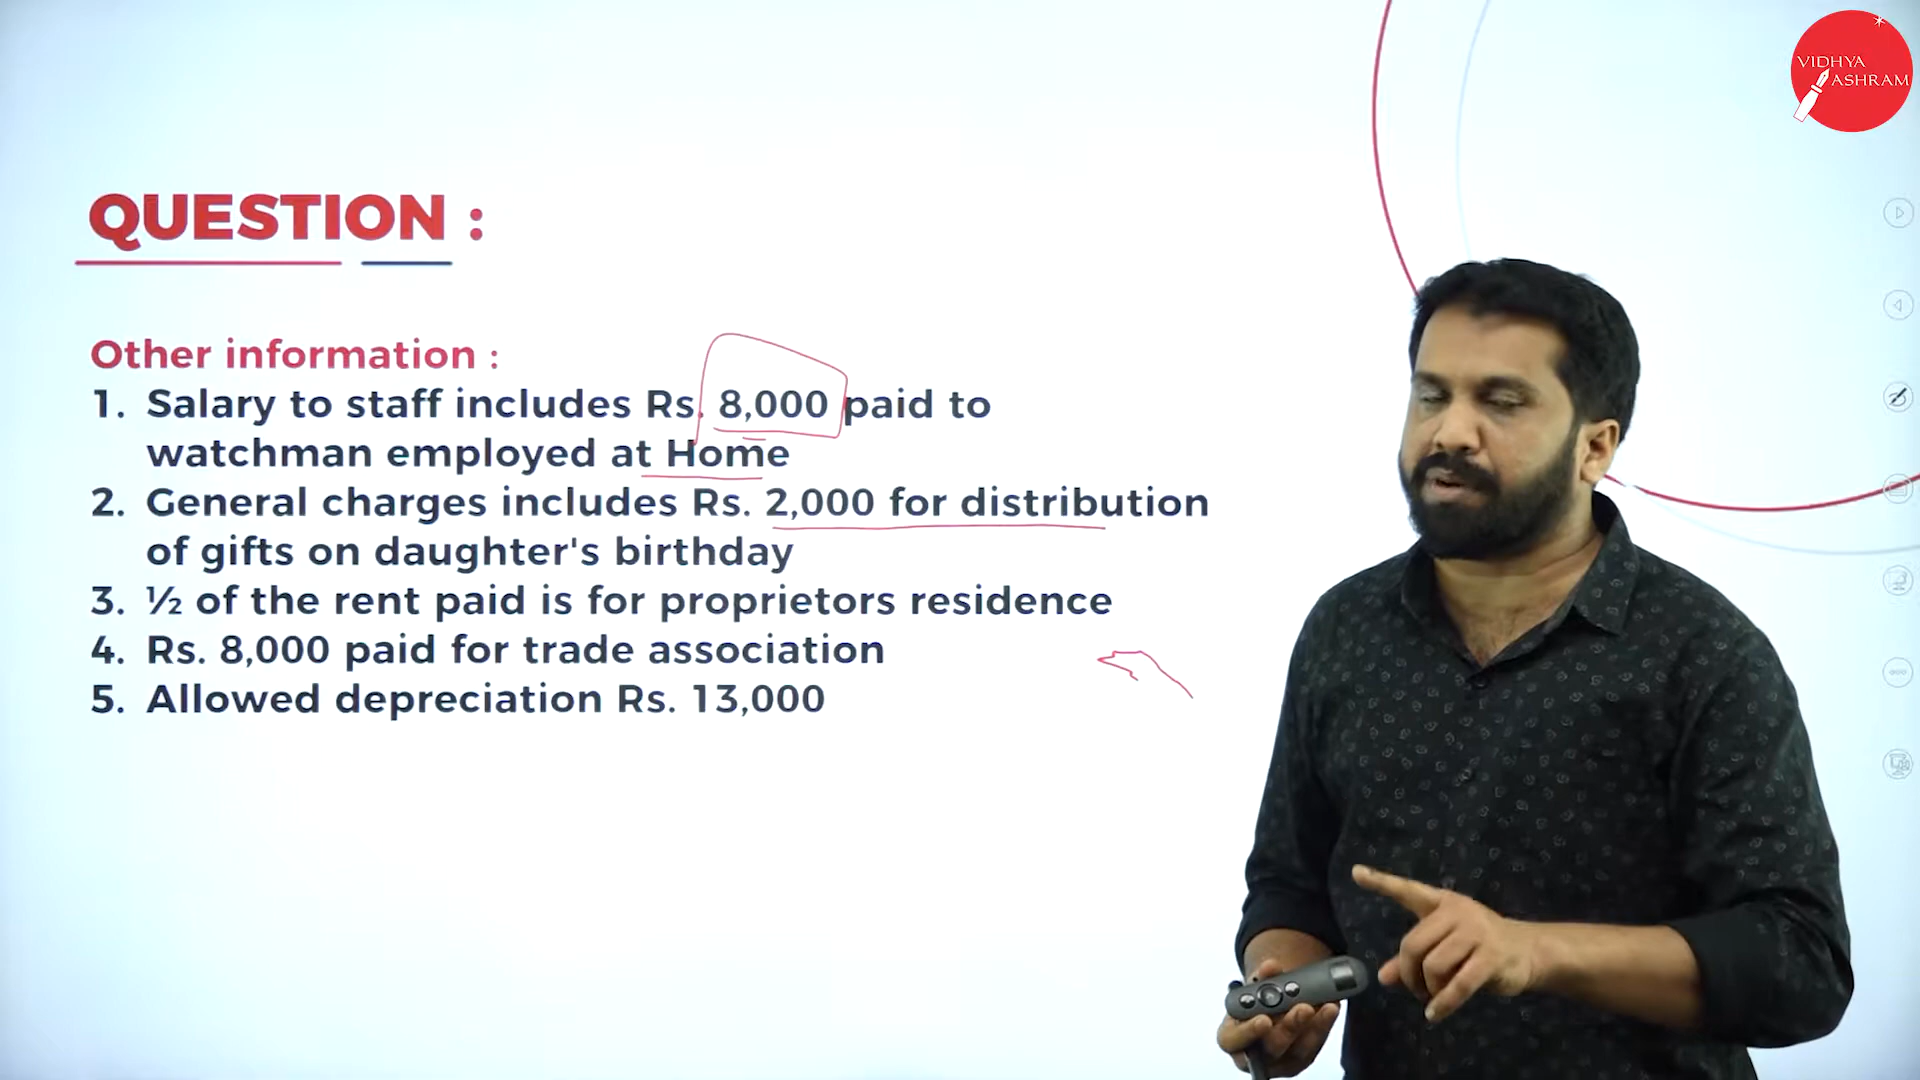 VIDHYA
ASHRAM
QUESTION :
Other information :
1. Salary to staff includes Rs. 8,000 paid to
watchman employed at Home
2. General charges includes Rs. 2,000 for distribution
of gifts on daughter's birthday
3. ½ of the rent paid is for proprietors residence
4. Rs. 8,000 paid for trade association
5. Allowed depreciation Rs. 13,000